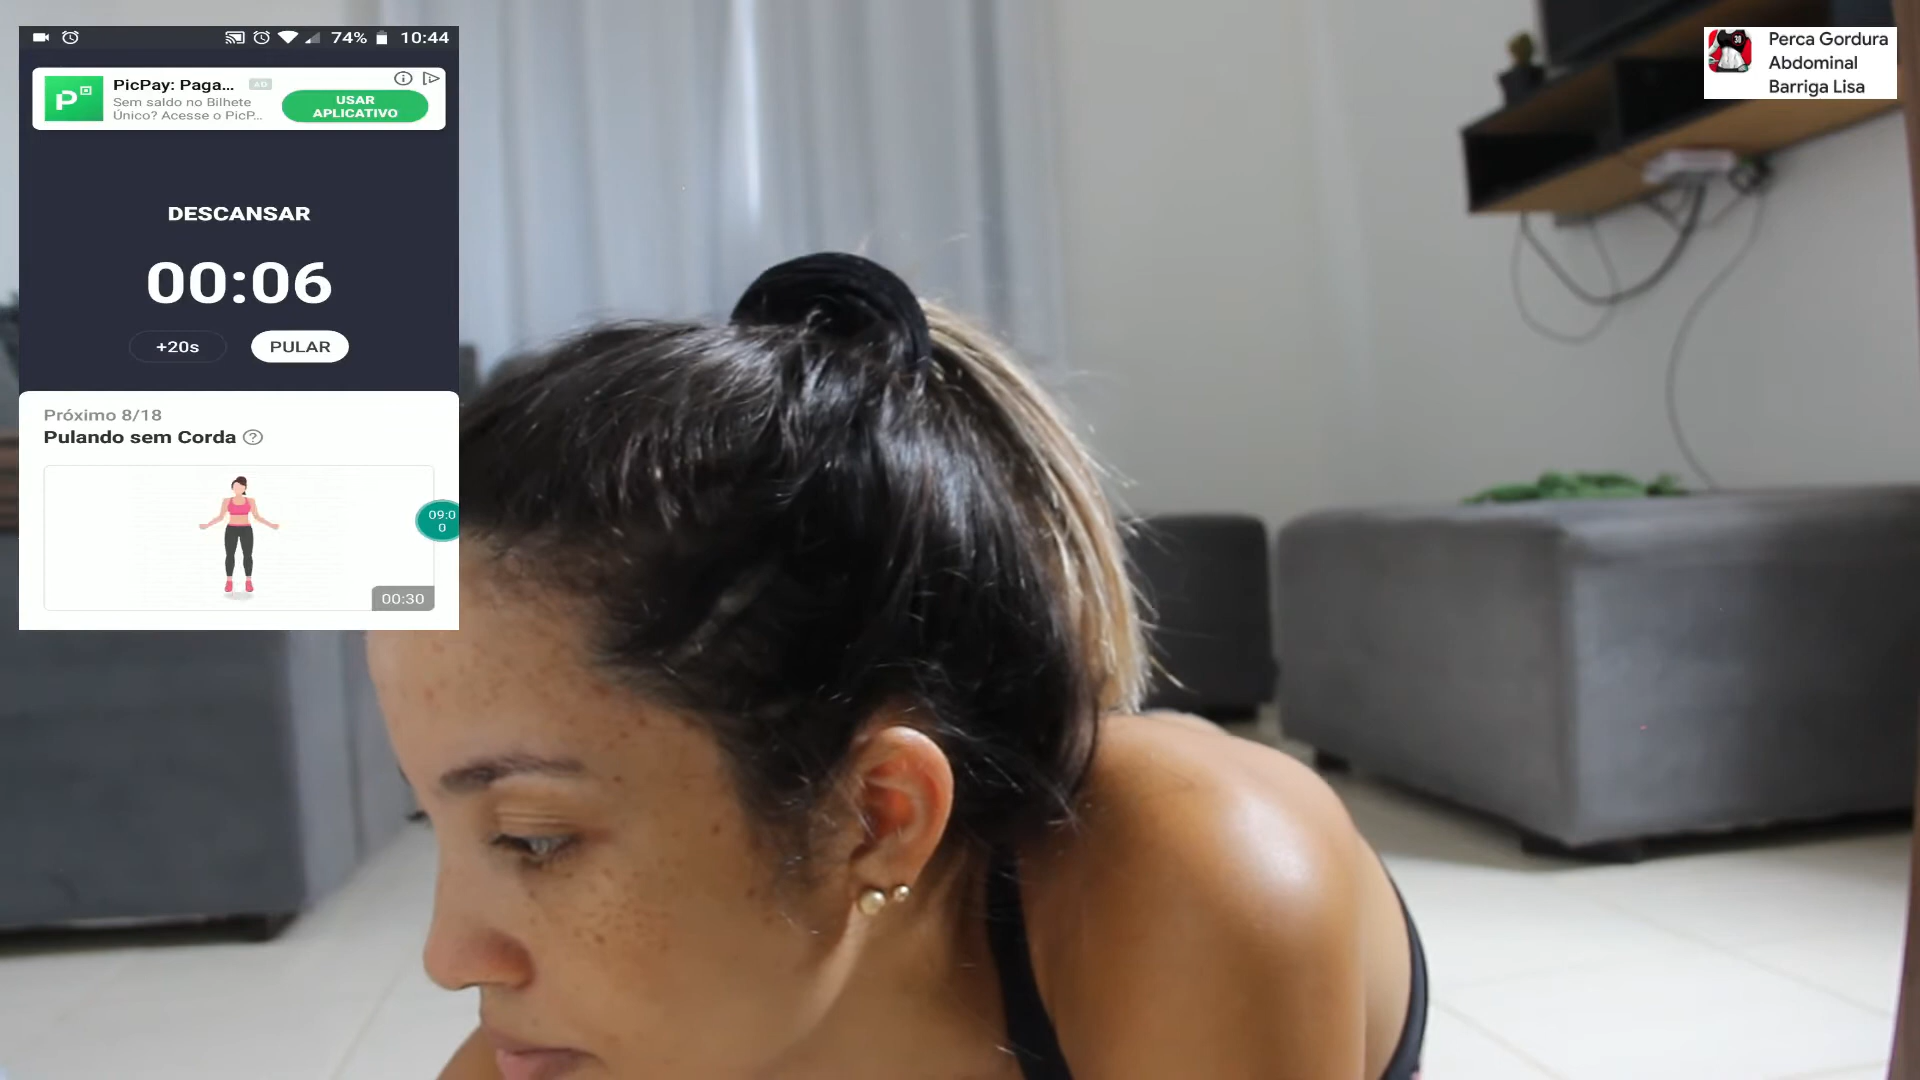 74% 10:44
PicPay: Paga... AD
Sem saldo no Bilhete
Único? Acesse o PicP...
USAR
APLICATIVO
DESCANSAR
00:06
+20s PULAR
Próximo 8/18
Pulando sem Corda ?
09:0
0
00:30
Perca Gordura
Abdominal
Barriga Lisa